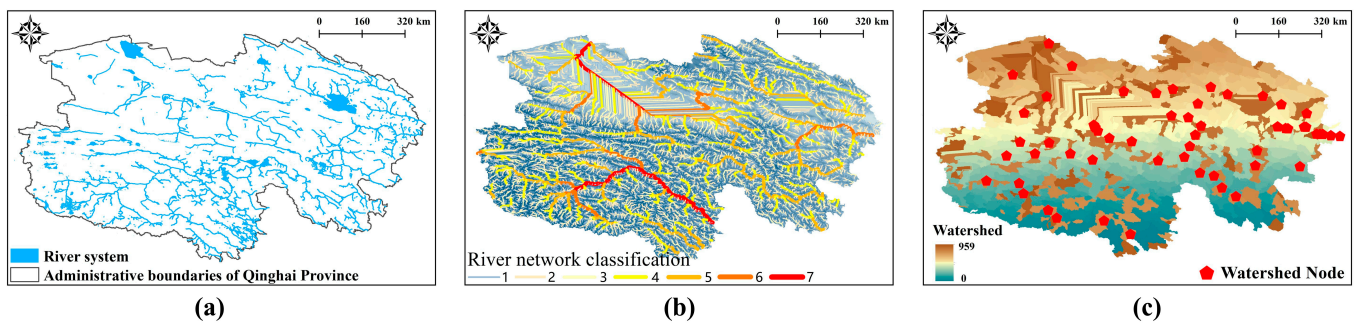 0 160 320 km
River system
Administrative boundaries of Qinghai Province
(a)
0 160 320 km
River network classification
1 2 3 4 5 6 7
(b)
0 160 320 km
Watershed
959
0
Watershed Node
(c)